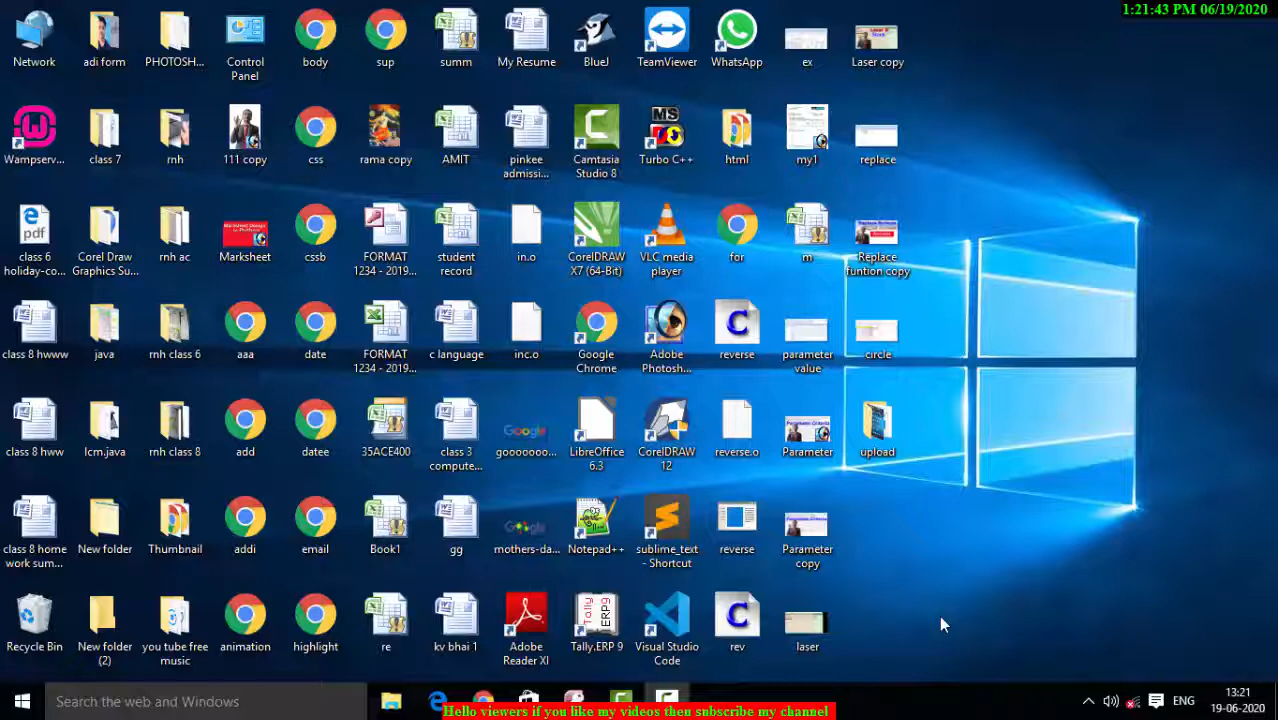 1:21:43 PM 06/19/2020
Network
adi form
PHOTOSH...
Control
Panel
body
sup
summ
My Resume
BlueJ
TeamViewer
WhatsApp
ex
Laser copy
Wampserv...
class 7
rnh
111 copy
css
rama copy
AMIT
pinkee
admissi...
Camtasia
Studio 8
MS
Turbo C++
html
my1
replace
pdf
class 6
holiday-co...
Corel Draw
Graphics Su...
rnh ac
Marksheet
cssb
FORMAT
1234 - 2019...
student
record
in.o
CorelDRAW
X7 (64-Bit)
VLC media
player
for
m
Replace
funtion copy
class 8 hwww
java
rnh class 6
aaa
date
FORMAT
1234 - 2019...
c language
inc.o
Google
Chrome
Adobe
Photosh...
reverse
parameter
value
circle
class 8 hww
lcm.java
rnh class 8
add
datee
35ACE400
class 3
compute...
Google
gooooooo...
LibreOffice
6.3
CorelDRAW
12
reverse.o
Parameter
upload
class 8 home
work sum...
New folder
Thumbnail
addi
email
Book1
gg
mothers-da...
Notepad++
sublime_text
- Shortcut
reverse
Parameter
copy
Recycle Bin
New folder
(2)
you tube free
music
animation
highlight
re
kv bhai 1
Adobe
Reader XI
Tally
ERP9
Tally.ERP 9
Visual Studio
Code
rev
laser
Search the web and Windows
ENG
13:21
19-06-2020
Hello viewers if you like my videos then subscribe my channel